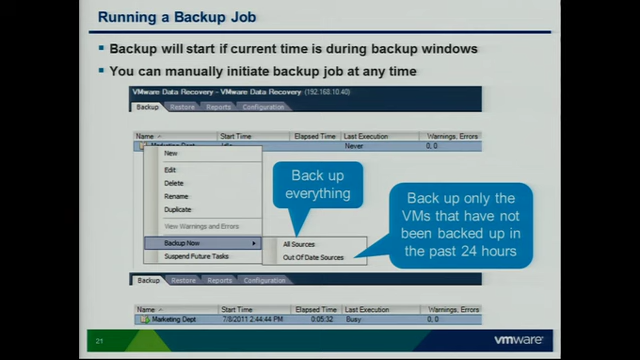 Running a Backup Job
Backup will start if current time is during backup windows
You can manually initiate backup job at any time
VMware Data Recovery - VMware Data Recovery (192.168.10.40)
Backup Restore Reports Configuration
Name Start Time Elapsed Time Last Execution Warnings, Errors
Marketing Dept Idle Never 0, 0
New
Edit
Delete
Rename
Duplicate
View Warnings and Errors
Backup Now
Suspend Future Tasks
All Sources
Out Of Date Sources
Back up
everything
Back up only the
VMs that have not
been backed up in
the past 24 hours
Backup Restore Reports Configuration
Name Start Time Elapsed Time Last Execution Warnings, Errors
Marketing Dept 7/8/2011 2:44:44 PM 0:05:32 Busy 0, 0
21
vmware